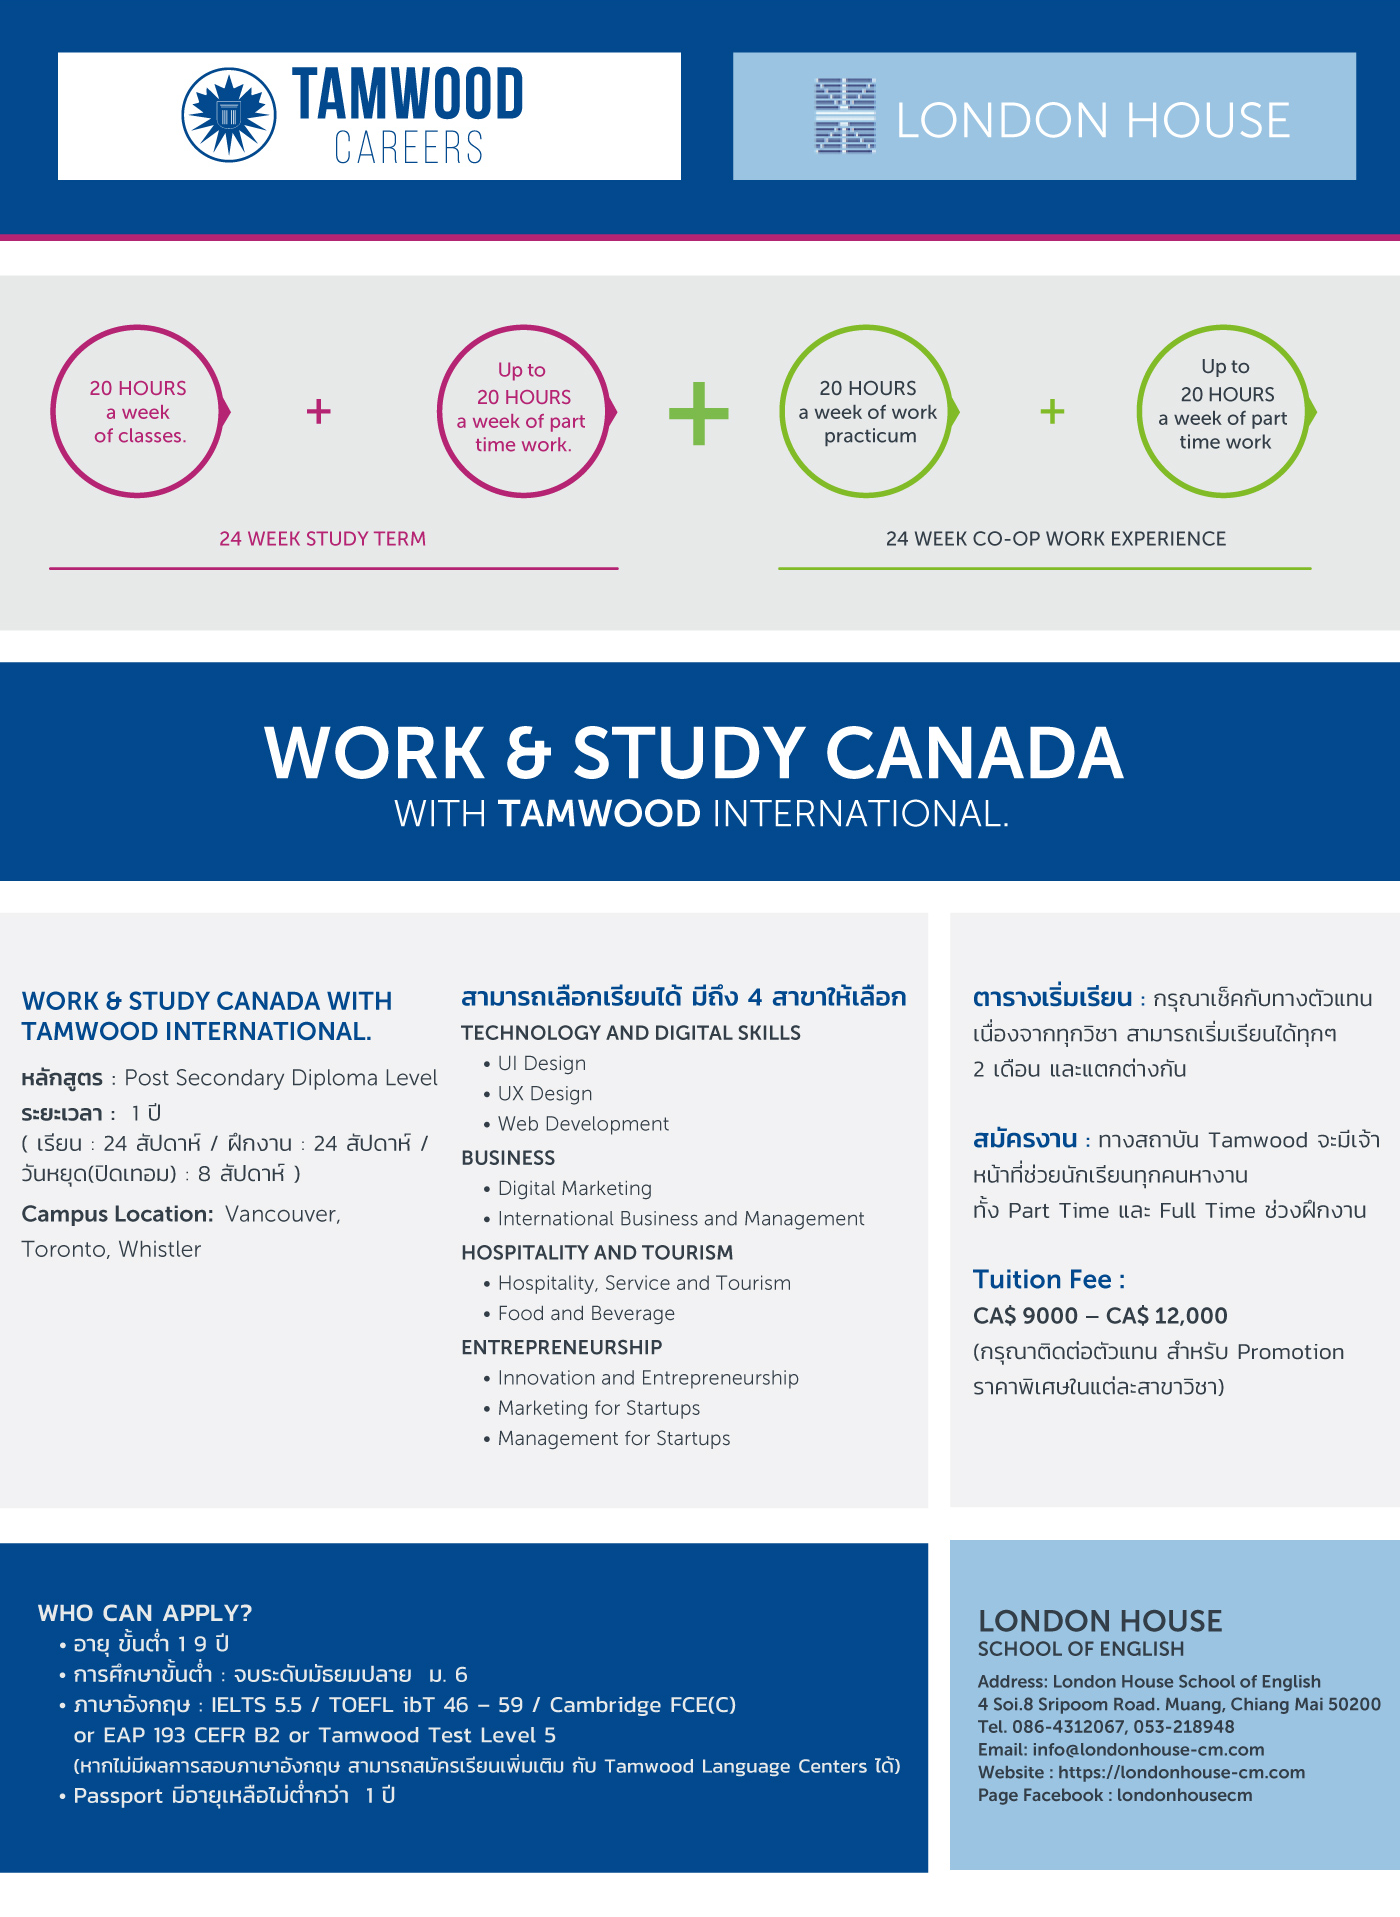 TAMWOOD
CAREERS
LONDON HOUSE
20 HOURS
a week
of classes.
+
Up to
20 HOURS
a week of part
time work.
+
20 HOURS
a week of work
practicum
+
Up to
20 HOURS
a week of part
time work
24 WEEK STUDY TERM
24 WEEK CO-OP WORK EXPERIENCE
WORK & STUDY CANADA
WITH TAMWOOD INTERNATIONAL.
WORK & STUDY CANADA WITH
TAMWOOD INTERNATIONAL.
หลักสูตร : Post Secondary Diploma Level
ระยะเวลา : 1 ปี
( เรียน : 24 สัปดาห์ / ฝึกงาน : 24 สัปดาห์ /
วันหยุด(ปิดเทอม) : 8 สัปดาห์ )
Campus Location: Vancouver,
Toronto, Whistler
สามารถเลือกเรียนได้ มีถึง 4 สาขาให้เลือก
TECHNOLOGY AND DIGITAL SKILLS
• UI Design
• UX Design
• Web Development
BUSINESS
• Digital Marketing
• International Business and Management
HOSPITALITY AND TOURISM
• Hospitality, Service and Tourism
• Food and Beverage
ENTREPRENEURSHIP
• Innovation and Entrepreneurship
• Marketing for Startups
• Management for Startups
ตารางเริ่มเรียน : กรุณาเช็คกับทางตัวแทน
เนื่องจากทุกวิชา สามารถเริ่มเรียนได้ทุกๆ
2 เดือน และแตกต่างกัน
สมัครงาน : ทางสถาบัน Tamwood จะมีเจ้า
หน้าที่ช่วยนักเรียนทุกคนหางาน
ทั้ง Part Time และ Full Time ช่วงฝึกงาน
Tuition Fee :
CA$ 9000 – CA$ 12,000
(กรุณาติดต่อตัวแทน สำหรับ Promotion
ราคาพิเศษในแต่ละสาขาวิชา)
WHO CAN APPLY?
• อายุ ขั้นต่ำ 1 9 ปี
• การศึกษาขั้นต่ำ : จบระดับมัธยมปลาย ม. 6
• ภาษาอังกฤษ : IELTS 5.5 / TOEFL ibT 46 – 59 / Cambridge FCE(C)
or EAP 193 CEFR B2 or Tamwood Test Level 5
(หากไม่มีผลการสอบภาษาอังกฤษ สามารถสมัครเรียนเพิ่มเติม กับ Tamwood Language Centers ได้)
• Passport มีอายุเหลือไม่ต่ำกว่า 1 ปี
LONDON HOUSE
SCHOOL OF ENGLISH
Address: London House School of English
4 Soi.8 Sripoom Road. Muang, Chiang Mai 50200
Tel. 086-4312067, 053-218948
Email: info@londonhouse-cm.com
Website : https://londonhouse-cm.com
Page Facebook : londonhousecm